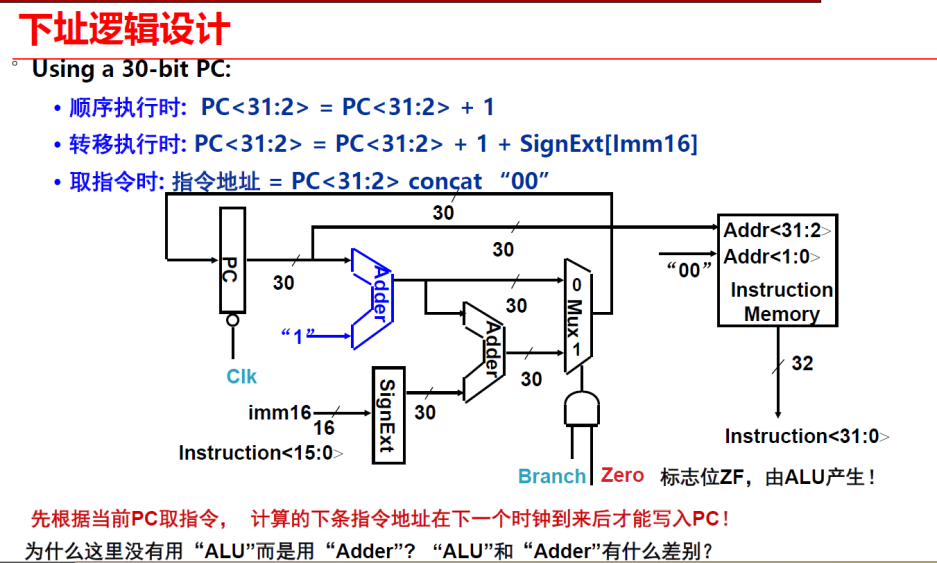 下址逻辑设计
Using a 30-bit PC:
• 顺序执行时: PC<31:2> = PC<31:2> + 1
• 转移执行时: PC<31:2> = PC<31:2> + 1 + SignExt[Imm16]
• 取指令时: 指令地址 = PC<31:2> concat “00”
30
30
Addr<31:2>
“00”
Addr<1:0>
Instruction
Memory
PC
30
Adder
30
0
Mux
1
“1”
Adder
30
32
Clk
SignExt
imm16
16
30
Instruction<15:0>
Instruction<31:0>
Branch
Zero
标志位ZF，由ALU产生！
先根据当前PC取指令， 计算的下条指令地址在下一个时钟到来后才能写入PC！
为什么这里没有用“ALU”而是用“Adder”？ “ALU”和“Adder”有什么差别？